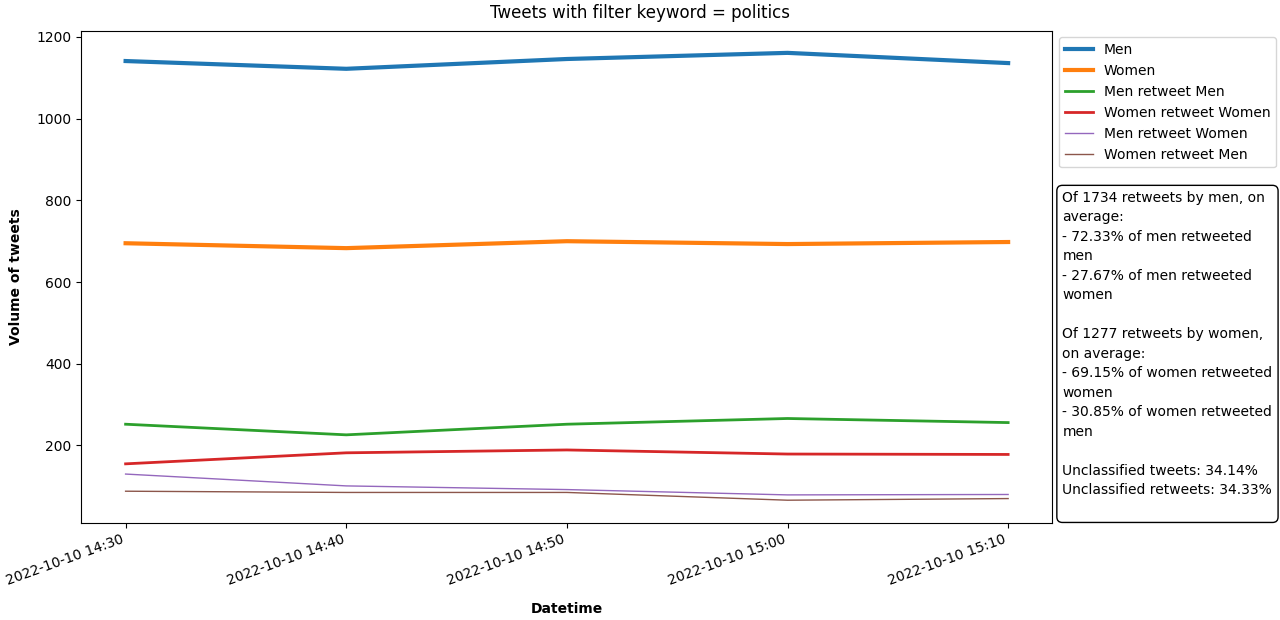 Tweets with filter keyword = politics
1200
1000
800
600
400
200
Volume of tweets
2022-10-10 14:30
2022-10-10 14:40
2022-10-10 14:50
2022-10-10 15:00
2022-10-10 15:10
Datetime
Men
Women
Men retweet Men
Women retweet Women
Men retweet Women
Women retweet Men
Of 1734 retweets by men, on
average:
- 72.33% of men retweeted
men
- 27.67% of men retweeted
women
Of 1277 retweets by women,
on average:
- 69.15% of women retweeted
women
- 30.85% of women retweeted
men
Unclassified tweets: 34.14%
Unclassified retweets: 34.33%